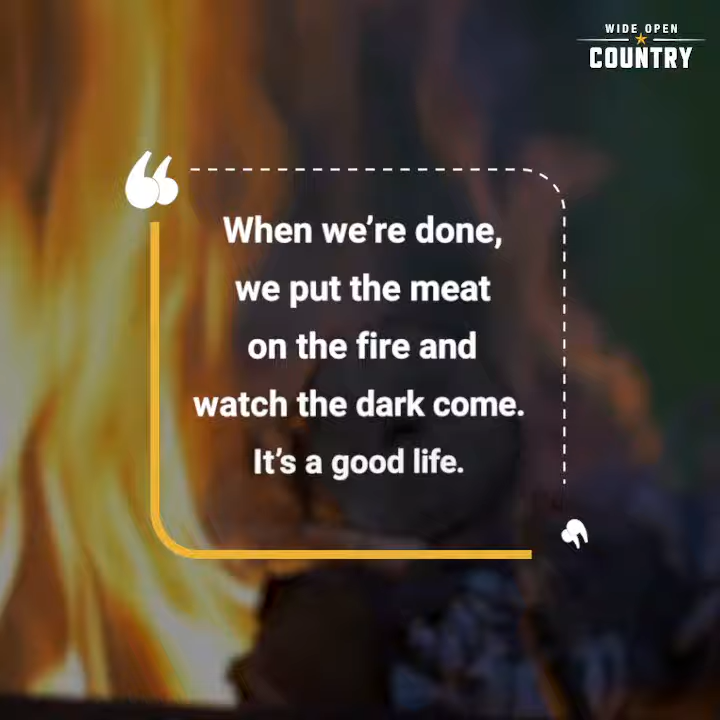 WIDE OPEN
COUNTRY
“
When we’re done,
we put the meat
on the fire and
watch the dark come.
It’s a good life.
”